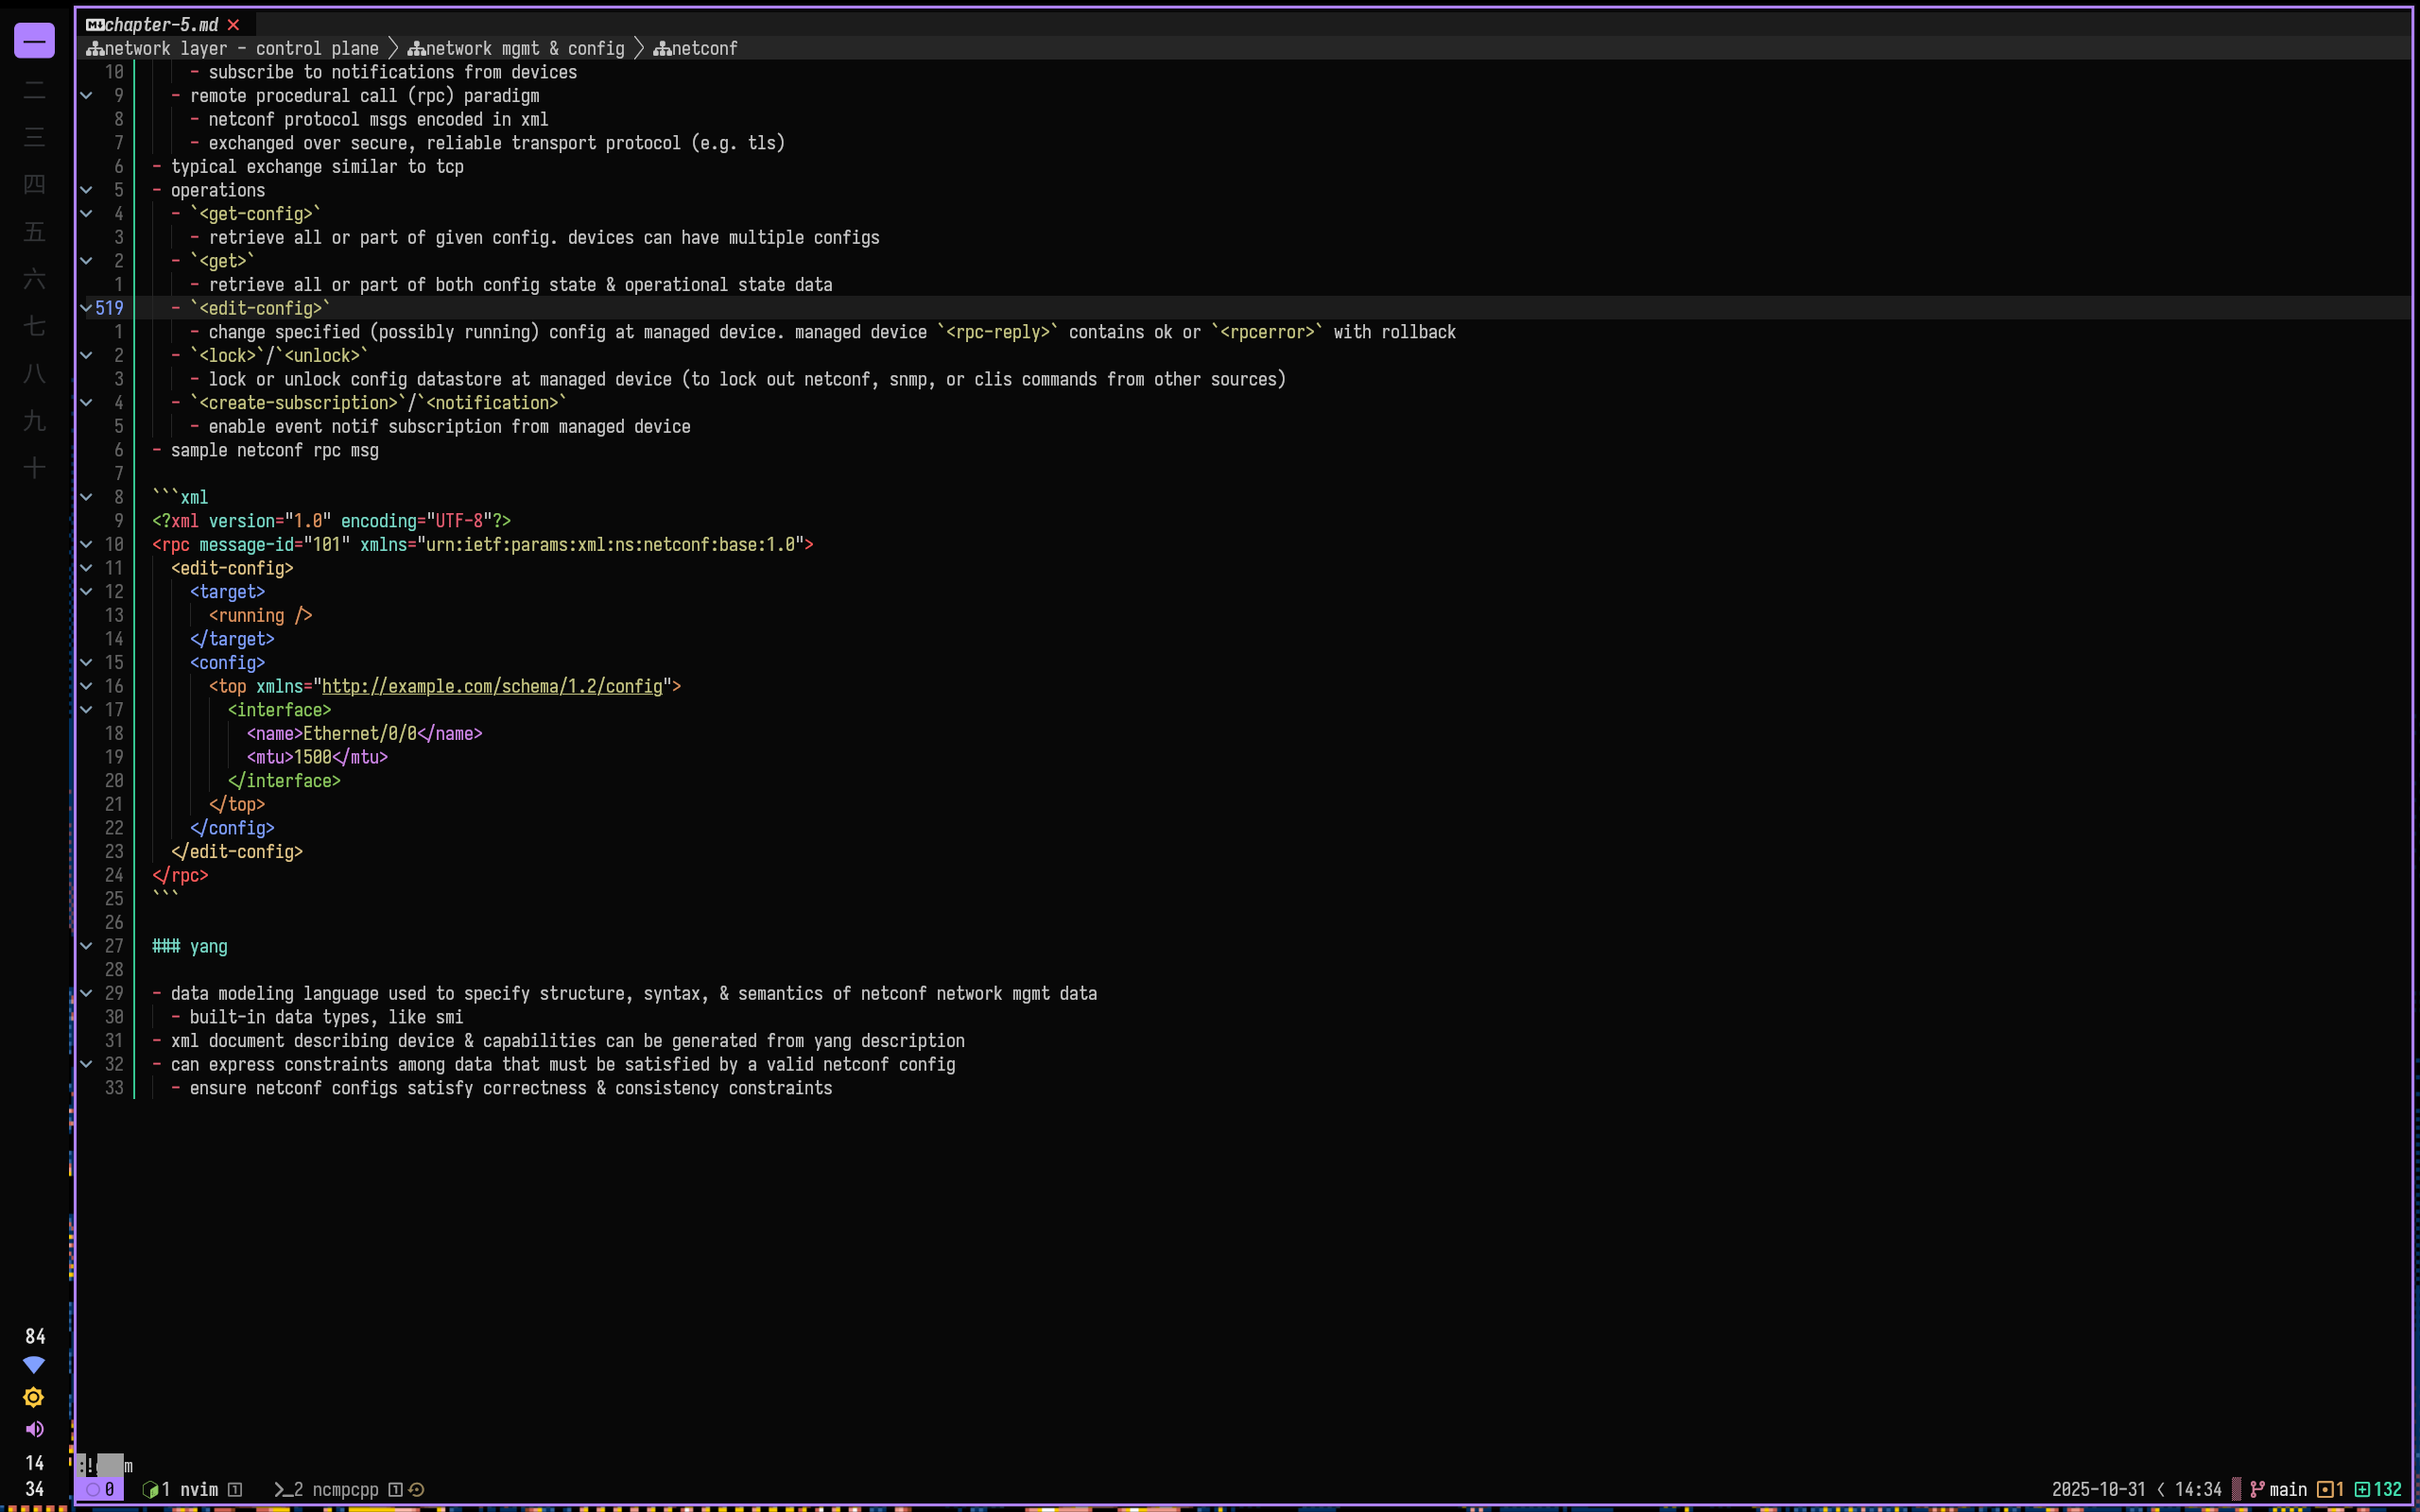 一
二
三
四
五
六
七
八
九
十
84
14
34
chapter-5.md ✕
network layer - control plane 〉 network mgmt & config 〉 netconf
10 - subscribe to notifications from devices
9 - remote procedural call (rpc) paradigm
8 - netconf protocol msgs encoded in xml
7 - exchanged over secure, reliable transport protocol (e.g. tls)
6 - typical exchange similar to tcp
5 - operations
4 - `<get-config>`
3 - retrieve all or part of given config. devices can have multiple configs
2 - `<get>`
1 - retrieve all or part of both config state & operational state data
519 - `<edit-config>`
1 - change specified (possibly running) config at managed device. managed device `<rpc-reply>` contains ok or `<rpcerror>` with rollback
2 - `<lock>`/`<unlock>`
3 - lock or unlock config datastore at managed device (to lock out netconf, snmp, or clis commands from other sources)
4 - `<create-subscription>`/`<notification>`
5 - enable event notif subscription from managed device
6 - sample netconf rpc msg
7
8 ```xml
9 <?xml version="1.0" encoding="UTF-8"?>
10 <rpc message-id="101" xmlns="urn:ietf:params:xml:ns:netconf:base:1.0">
11 <edit-config>
12 <target>
13 <running />
14 </target>
15 <config>
16 <top xmlns="http://example.com/schema/1.2/config">
17 <interface>
18 <name>Ethernet/0/0</name>
19 <mtu>1500</mtu>
20 </interface>
21 </top>
22 </config>
23 </edit-config>
24 </rpc>
25 ```
26
27 ### yang
28
29 - data modeling language used to specify structure, syntax, & semantics of netconf network mgmt data
30 - built-in data types, like smi
31 - xml document describing device & capabilities can be generated from yang description
32 - can express constraints among data that must be satisfied by a valid netconf config
33 - ensure netconf configs satisfy correctness & consistency constraints
:! m
0 1 nvim 1 >_2 ncmpcpp 1
2025-10-31 < 14:34 main 1 132